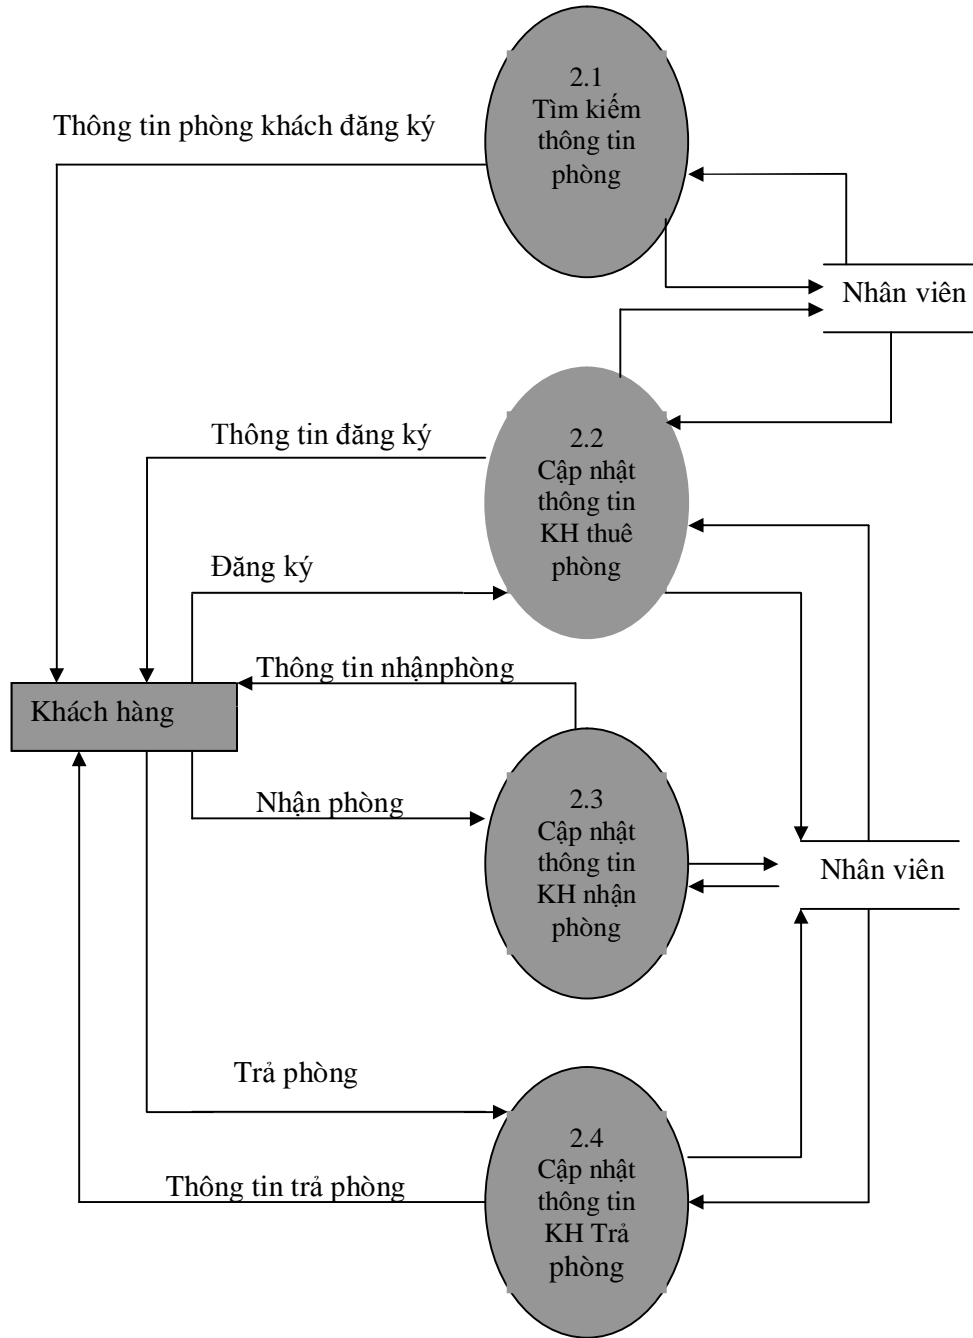 2.1
Tìm kiếm
thông tin
phòng
Thông tin phòng khách đăng ký
Nhân viên
Thông tin đăng ký
2.2
Cập nhật
thông tin
KH thuê
phòng
Đăng ký
Thông tin nhậnphòng
Khách hàng
Nhận phòng
2.3
Cập nhật
thông tin
KH nhận
phòng
Nhân viên
Trả phòng
2.4
Cập nhật
thông tin
KH Trả
phòng
Thông tin trả phòng